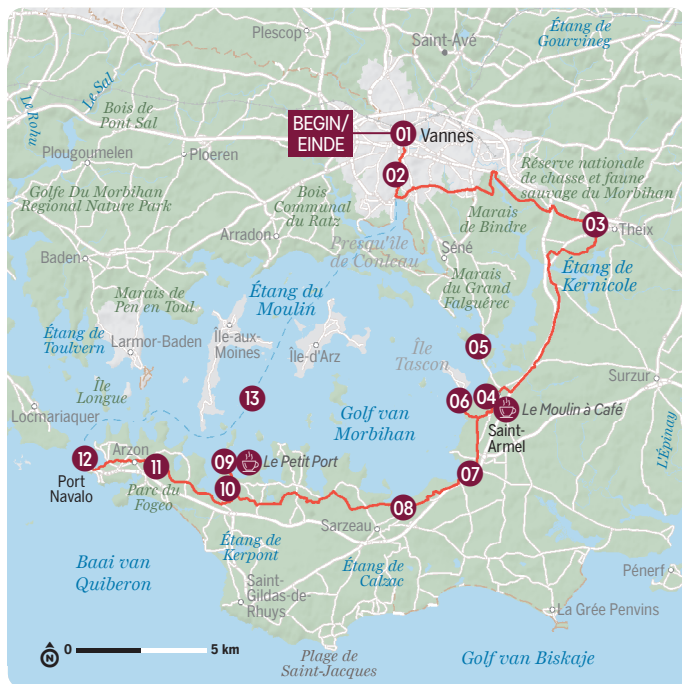 Plescop
Saint-Avé
Étang de
Gourvineg
Le Sal
Le Rohu
Bois de
Pont Sal
BEGIN/
EINDE
01
Vannes
Plougoumelen
Ploeren
02
Réserve nationale
de chasse et faune
sauvage du Morbihan
Golfe Du Morbihan
Regional Nature Park
Bois
Communal
du Ratz
Marais
de Bindre
03
Theix
Arradon
Presqu'île
de Conleau
Séné
Baden
Étang de
Kernicole
Marais du
Grand
Falguérec
Étang du
Moulin
Marais de
Pen en Toul
Étang de
Toulvern
Larmor-Baden
Île-aux-
Moines
Île-d'Arz
Île
Tascon
05
Surzur
Île
Longue
13
06
04
Le Moulin à Café
Saint-
Armel
Locmariaquer
Golf van
Morbihan
L'Épinay
12
Port
Navalo
Arzon
11
09
Le Petit Port
10
07
Parc du
Fogeo
08
Sarzeau
Étang de
Kerpont
Étang de
Calzac
Baai van
Quiberon
Saint-
Gildas-de-
Rhuys
Pénerf
La Grée Penvins
N
0
5 km
Plage de
Saint-Jacques
Golf van Biskaje